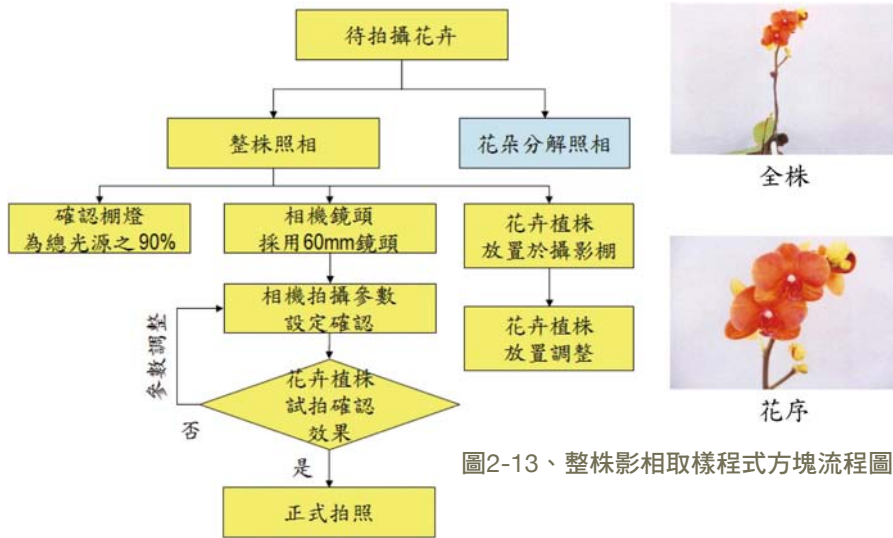 待拍攝花卉
整株照相
花朵分解照相
全株
確認棚燈
為總光源之90%
相機鏡頭
採用60mm鏡頭
花卉植株
放置於攝影棚
相機拍攝參數
設定確認
花卉植株
放置調整
參數調整
花卉植株
試拍確認
效果
否
是
花序
正式拍照
圖2-13、整株影相取樣程式方塊流程圖